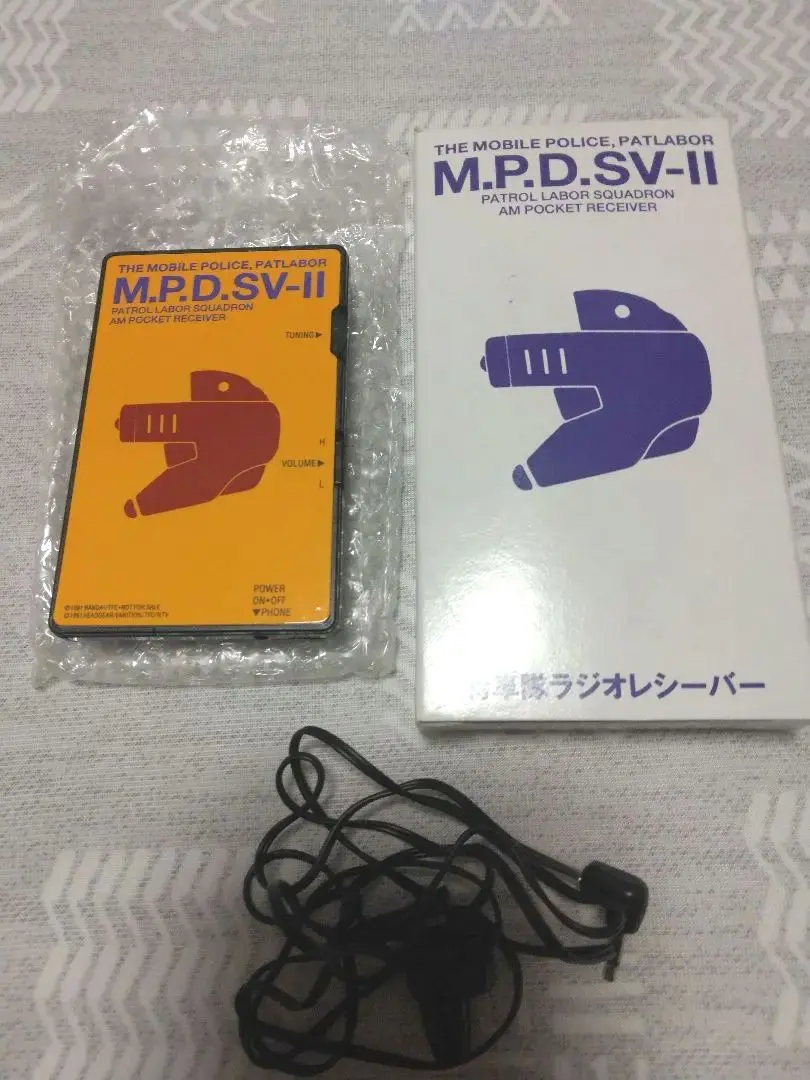 THE MOBILE POLICE, PATLABOR
M.P.D.SV-II
PATROL LABOR SQUADRON
AM POCKET RECEIVER
TUNING▶
H
VOLUME▶
L
POWER
ON•OFF
▼PHONE
THE MOBILE POLICE, PATLABOR
M.P.D.SV-II
PATROL LABOR SQUADRON
AM POCKET RECEIVER
車隊ラジオレシーバー